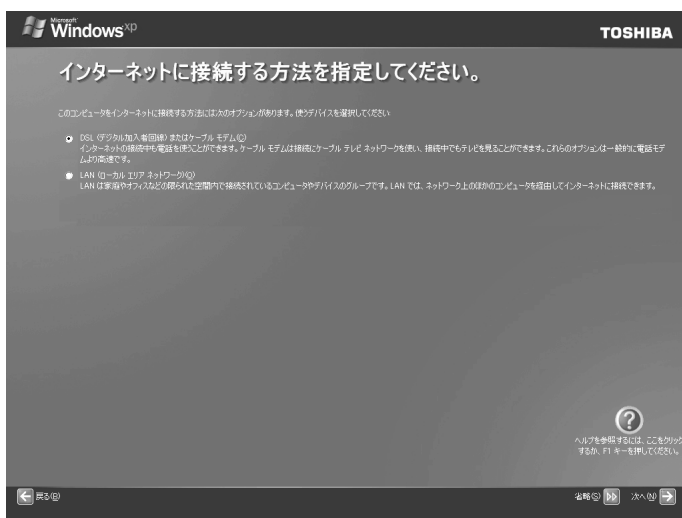 Microsoft
Windows xp
TOSHIBA
インターネットに接続する方法を指定してください。
このコンピュータをインターネットに接続する方法には次のオプションがあります。使うデバイスを選択してください
DSL (デジタル加入者回線) またはケーブル モデム(C)
インターネットの接続中も電話を使うことができます。ケーブル モデムは接続にケーブル テレビ ネットワークを使い、接続中でもテレビを見ることができます。これらのオプションは一般的に電話モデ
ムより高速です。
LAN (ローカル エリア ネットワーク)(O)
LAN は家庭やオフィスなどの限られた空間内で接続されているコンピュータやデバイスのグループです。LAN では、ネットワーク上のほかのコンピュータを経由してインターネットに接続できます。
?
ヘルプを参照するには、ここをクリック
するか、F1 キーを押してください。
戻る(B)
省略(S)
次へ(N)